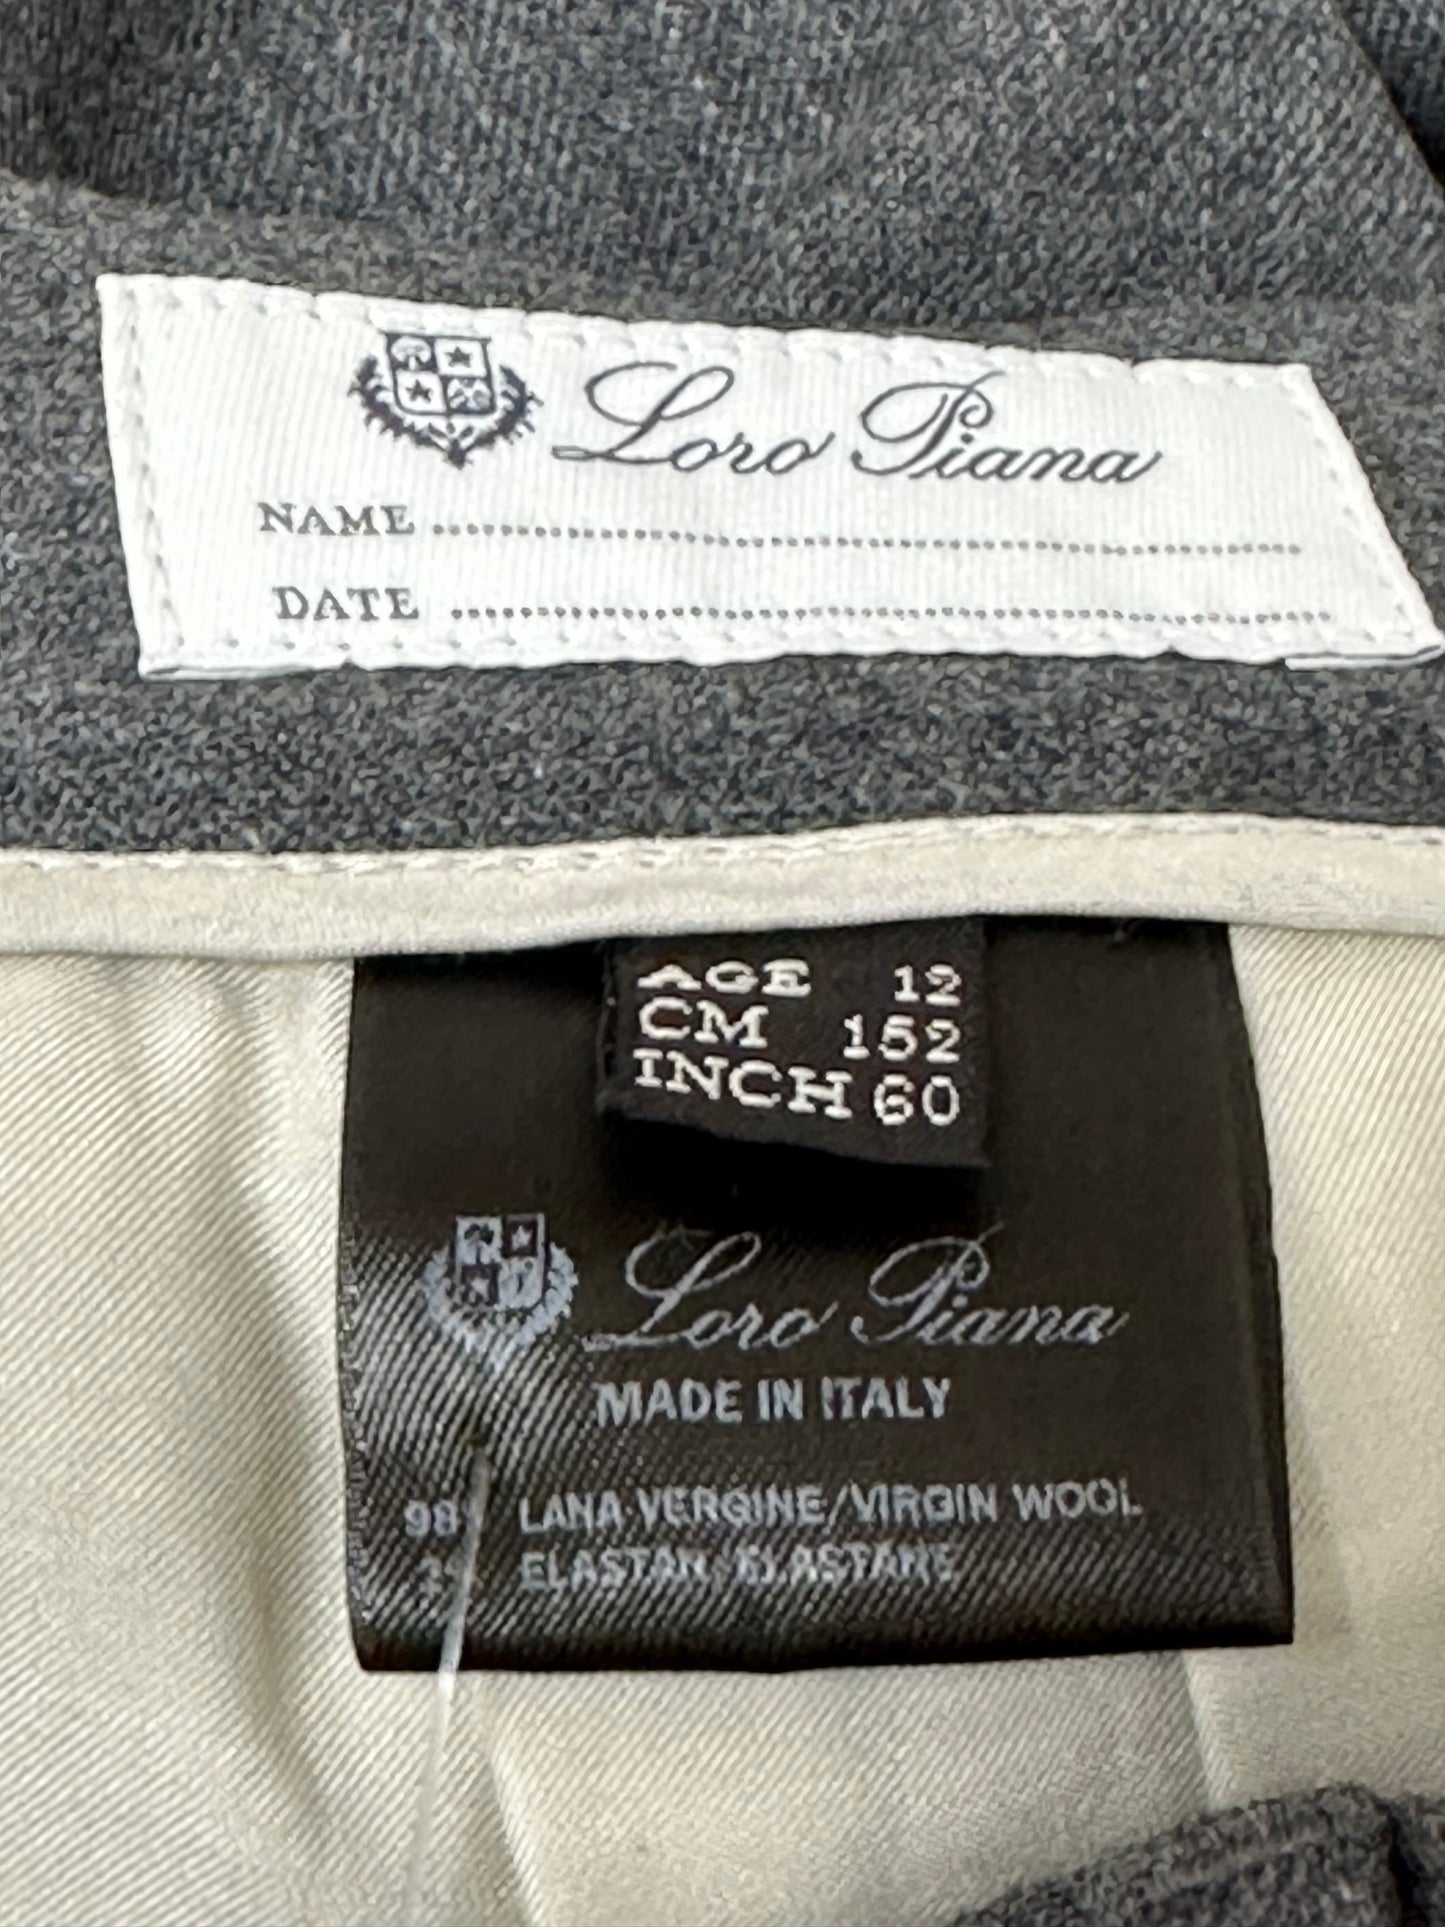 Loro Piana
NAME ........................................
DATE ........................................
AGE 12
CM 152
INCH 60
Loro Piana
MADE IN ITALY
98 LANA VERGINE/VIRGIN WOOL
ELASTAN/ELASTANE